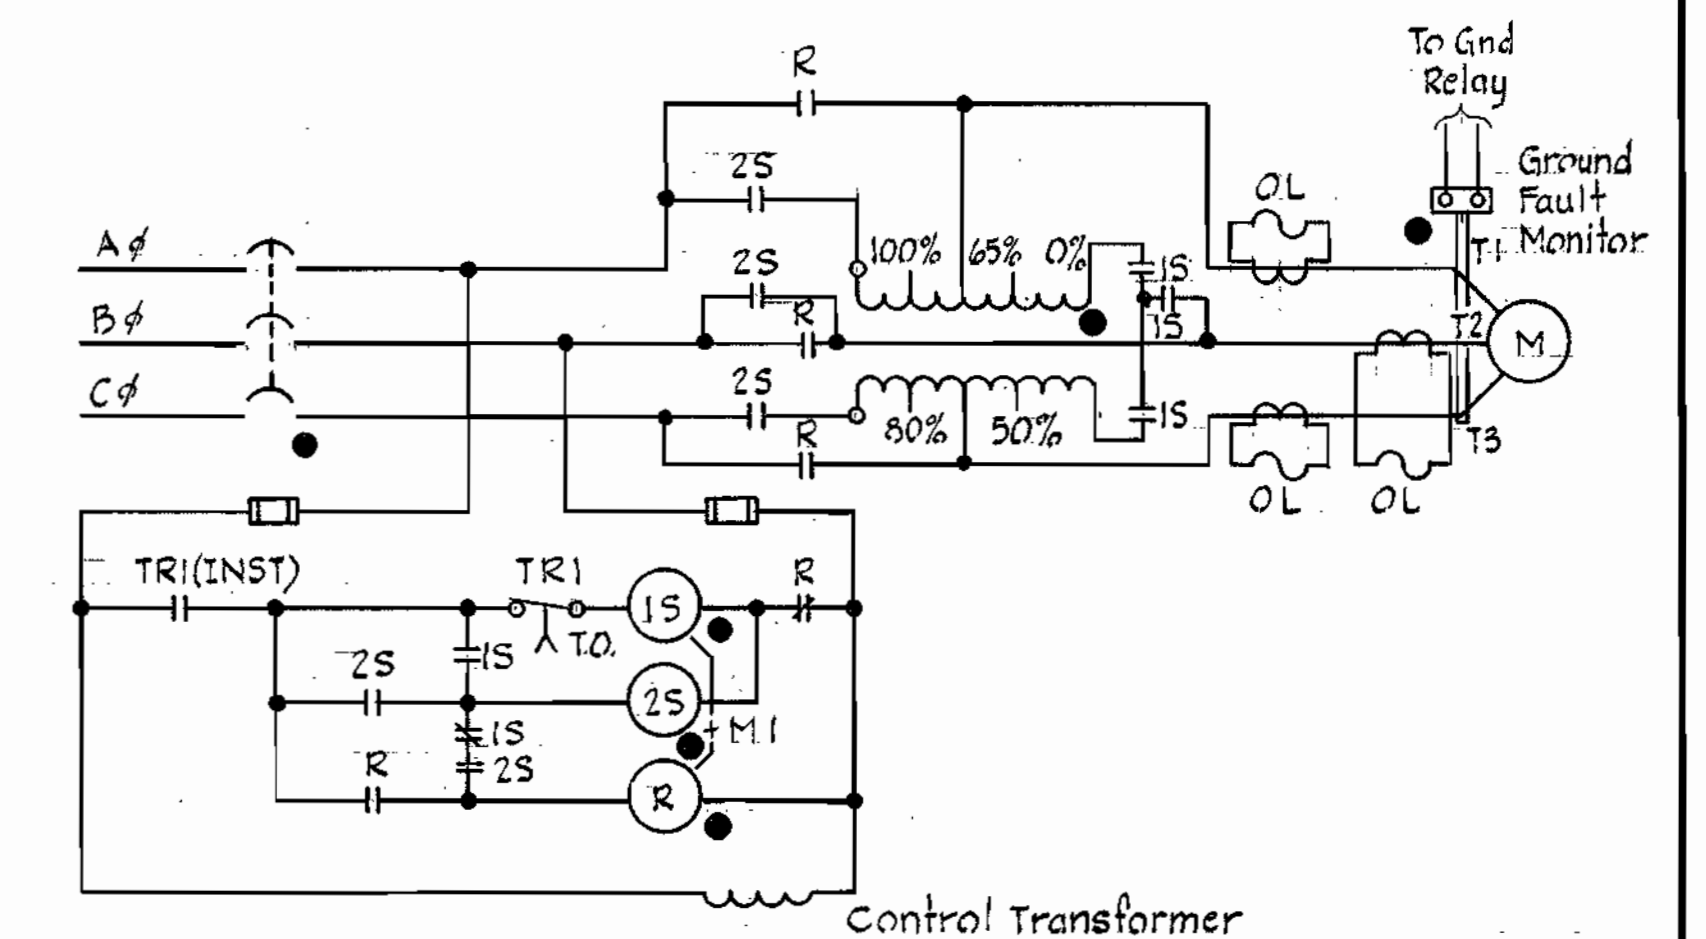 To Gnd
Relay
R
Ground
Fault
Monitor
OL
2S
T1
Aφ
100% 65% 0%
2S
1S
Bφ
R
1S
T2
M
Cφ
2S
80% 50%
1S
R
T3
OL OL
TR1(INST)
TR1
R
1S
T.O.
2S
1S
2S
M1
1S
R
2S
R
Control Transformer